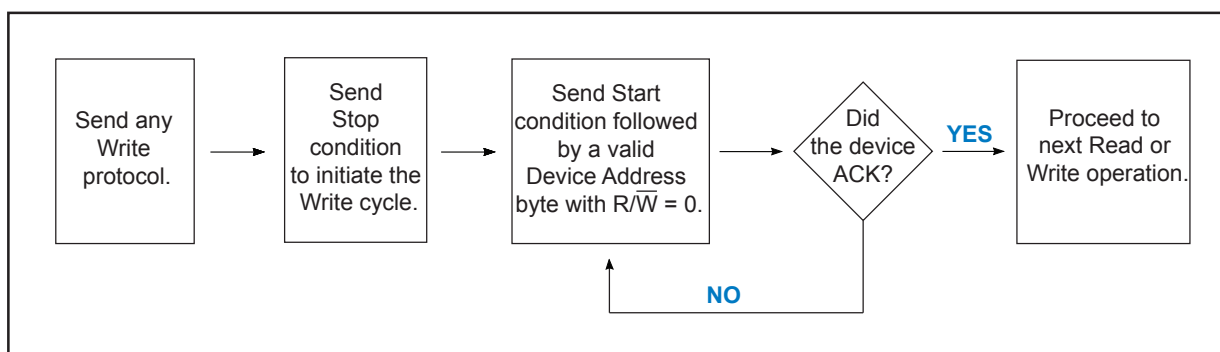 Send any
Write
protocol.
Send
Stop
condition
to initiate the
Write cycle.
Send Start
condition followed
by a valid
Device Address
byte with R/W̅ = 0.
Did
the device
ACK?
YES
NO
Proceed to
next Read or
Write operation.